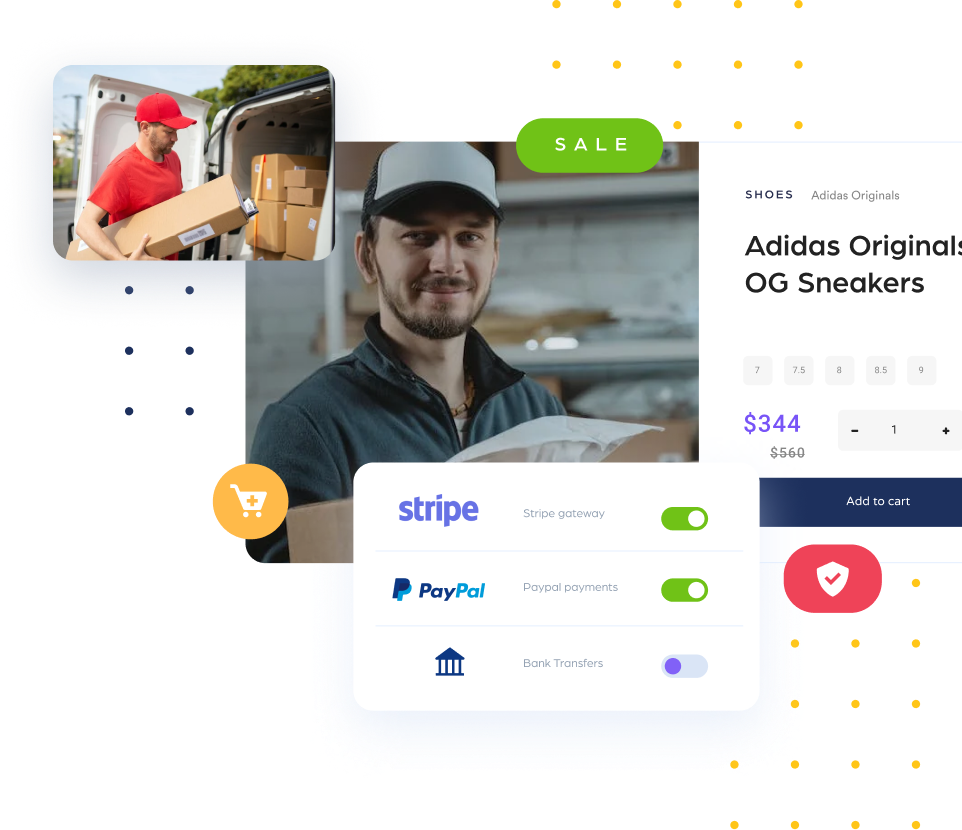 SALE
SHOES Adidas Originals
Adidas Originals
OG Sneakers
7 7.5 8 8.5 9
$344
- 1 +
$560
Add to cart
stripe Stripe gateway
PayPal Paypal payments
Bank Transfers